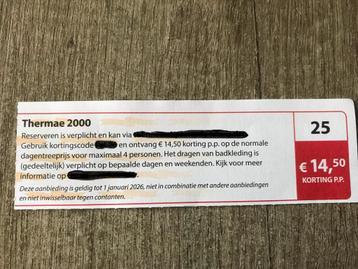 Thermae 2000
Reserveren is verplicht en kan via
Gebruik kortingscode en ontvang € 14,50 korting p.p. op de normale
dagentreeprijs voor maximaal 4 personen. Het dragen van badkleding is
(gedeeltelijk) verplicht op bepaalde dagen en weekenden. Kijk voor meer
informatie op
Deze aanbieding is geldig tot 1 januari 2026, niet in combinatie met andere aanbiedingen
en niet inwisselbaar tegen contanten.
25
€ 14,50
KORTING P.P.